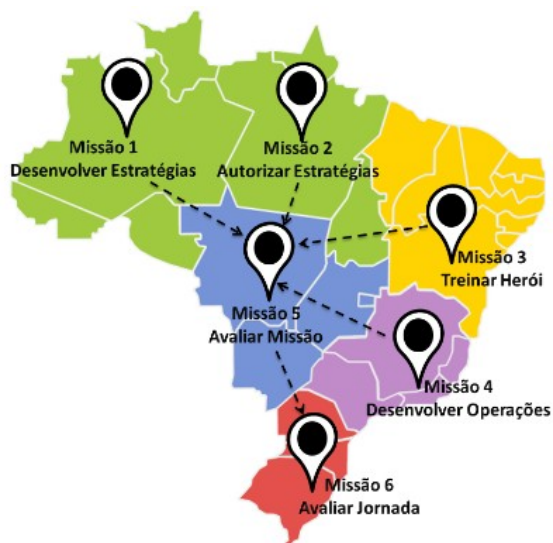 Missão 1
Desenvolver Estratégias
Missão 2
Autorizar Estratégias
Missão 3
Treinar Herói
Missão 5
Avaliar Missão
Missão 4
Desenvolver Operações
Missão 6
Avaliar Jornada